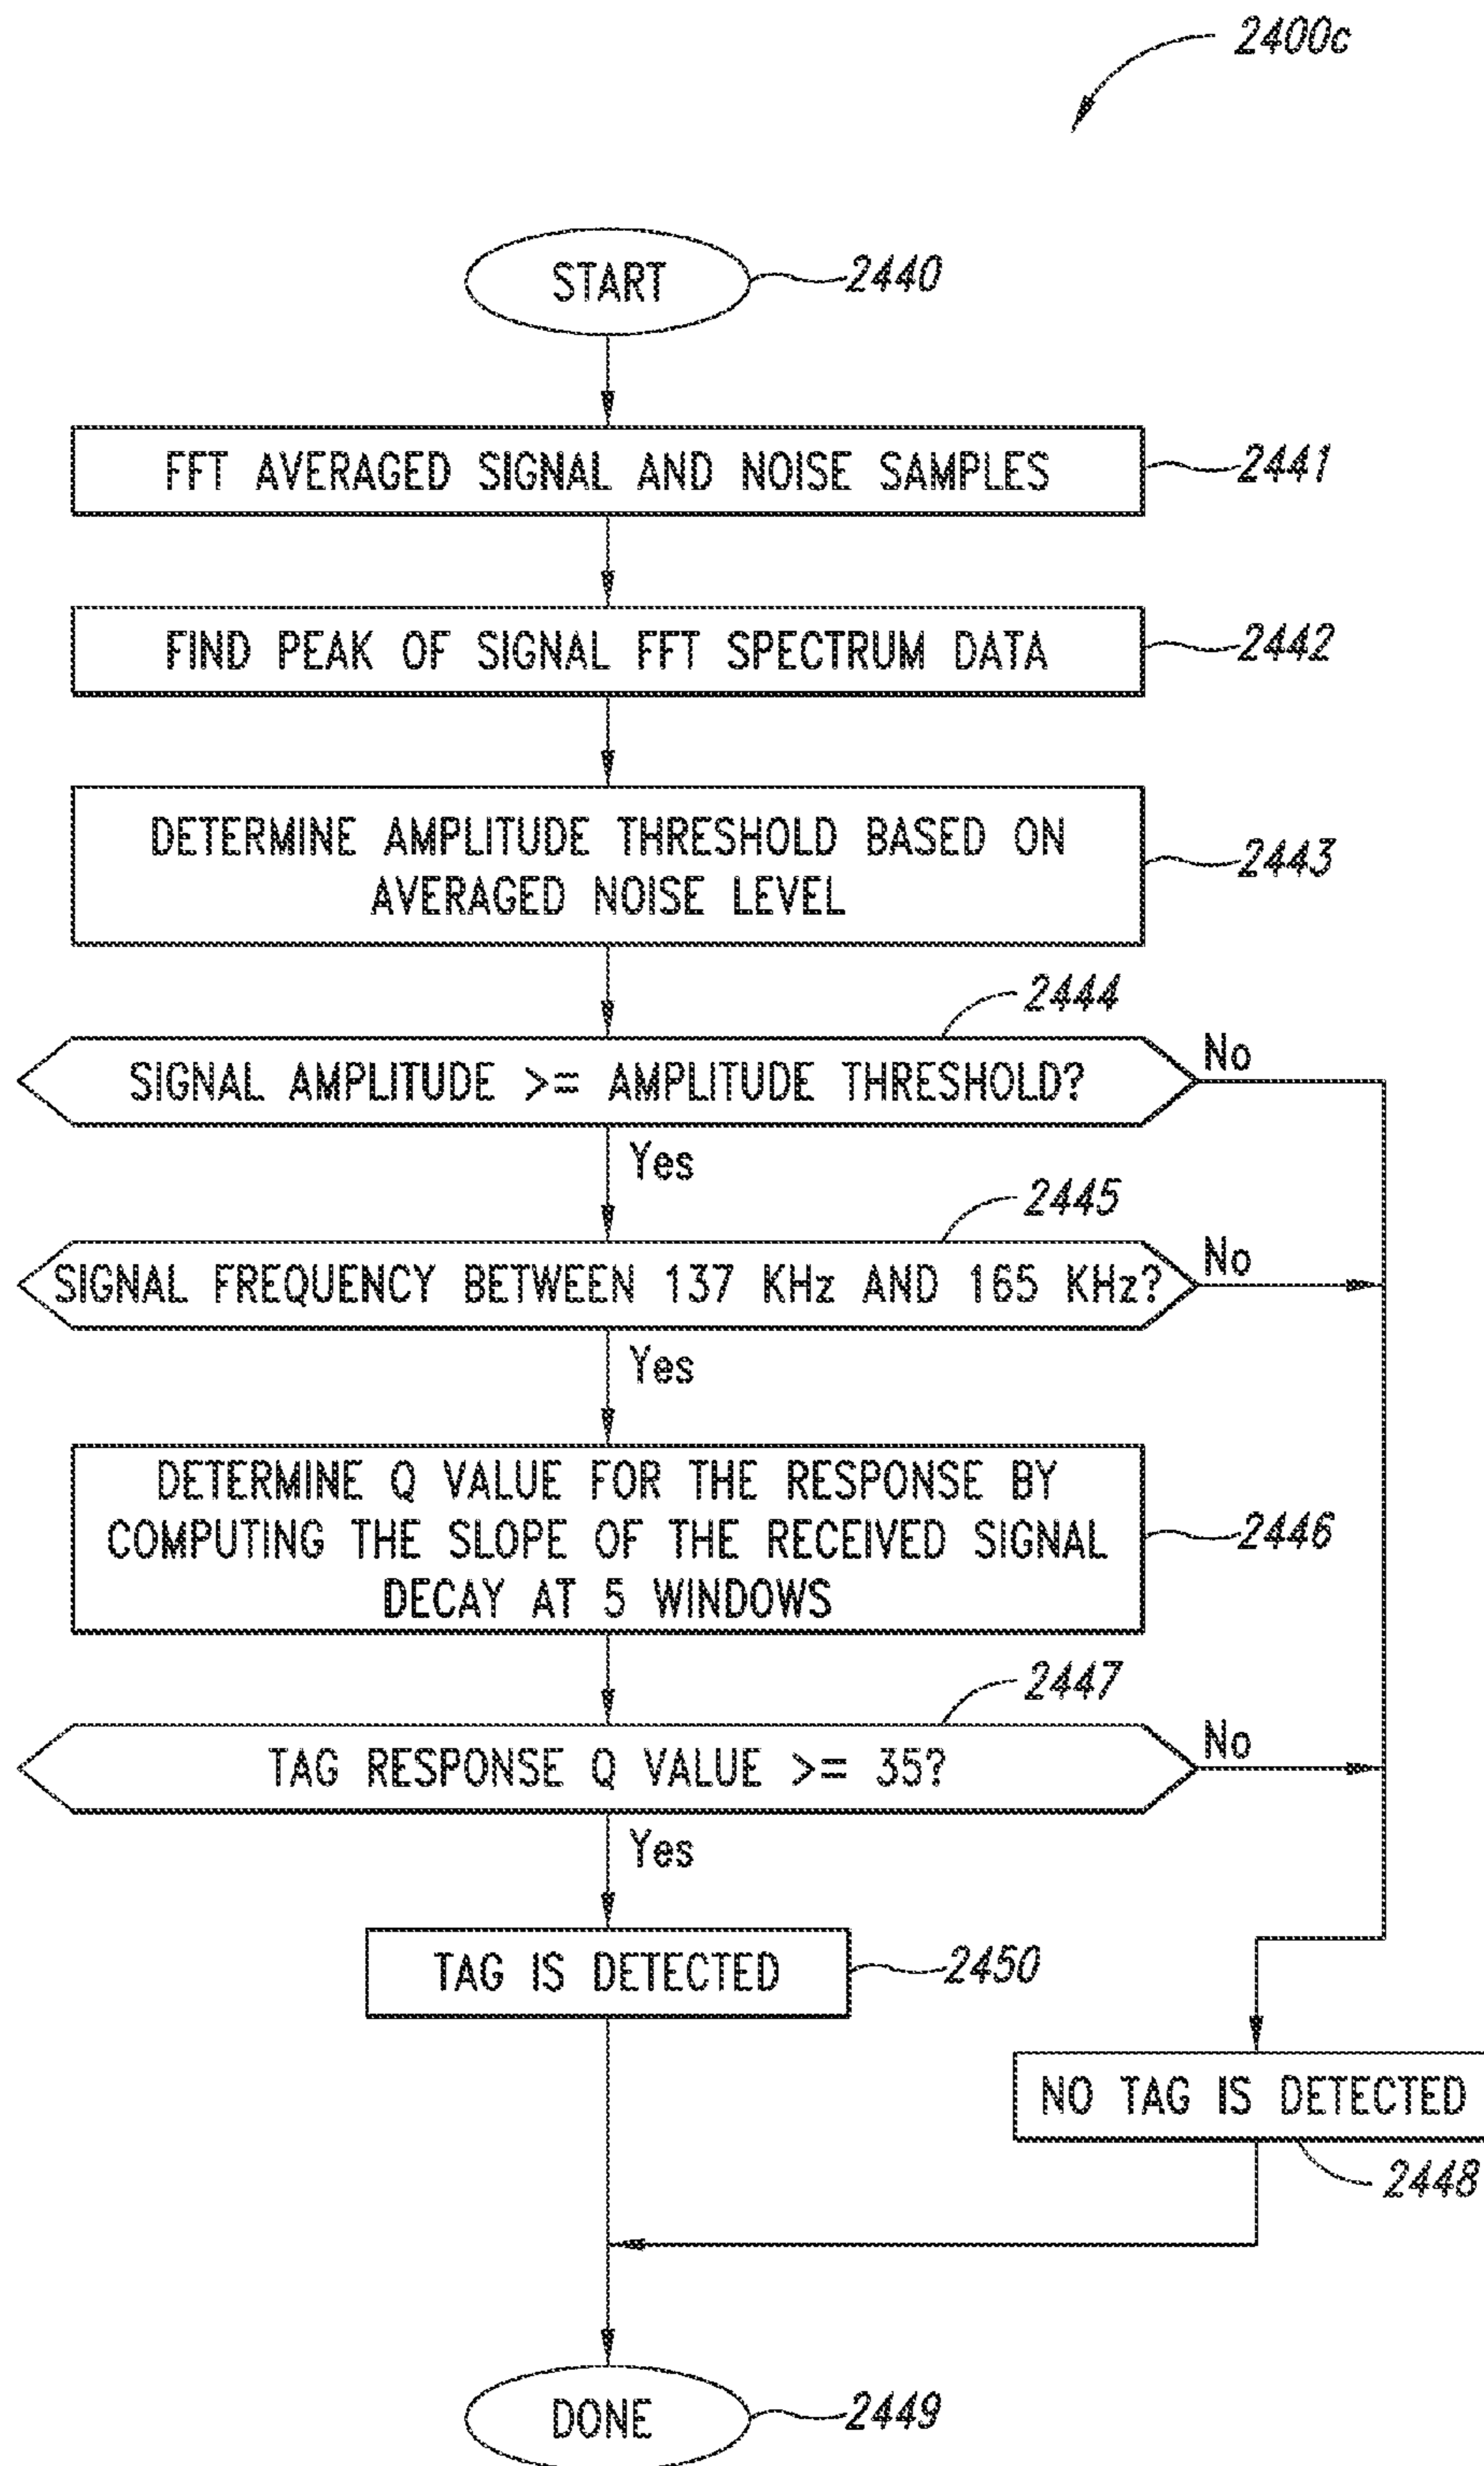 2400c
START
2440
FFT AVERAGED SIGNAL AND NOISE SAMPLES
2441
FIND PEAK OF SIGNAL FFT SPECTRUM DATA
2442
DETERMINE AMPLITUDE THRESHOLD BASED ON
AVERAGED NOISE LEVEL
2443
2444
SIGNAL AMPLITUDE >= AMPLITUDE THRESHOLD?
No
Yes
2445
SIGNAL FREQUENCY BETWEEN 137 KHz AND 165 KHz?
No
Yes
DETERMINE Q VALUE FOR THE RESPONSE BY
COMPUTING THE SLOPE OF THE RECEIVED SIGNAL
DECAY AT 5 WINDOWS
2446
2447
TAG RESPONSE Q VALUE >= 35?
No
Yes
TAG IS DETECTED
2450
NO TAG IS DETECTED
2448
DONE
2449